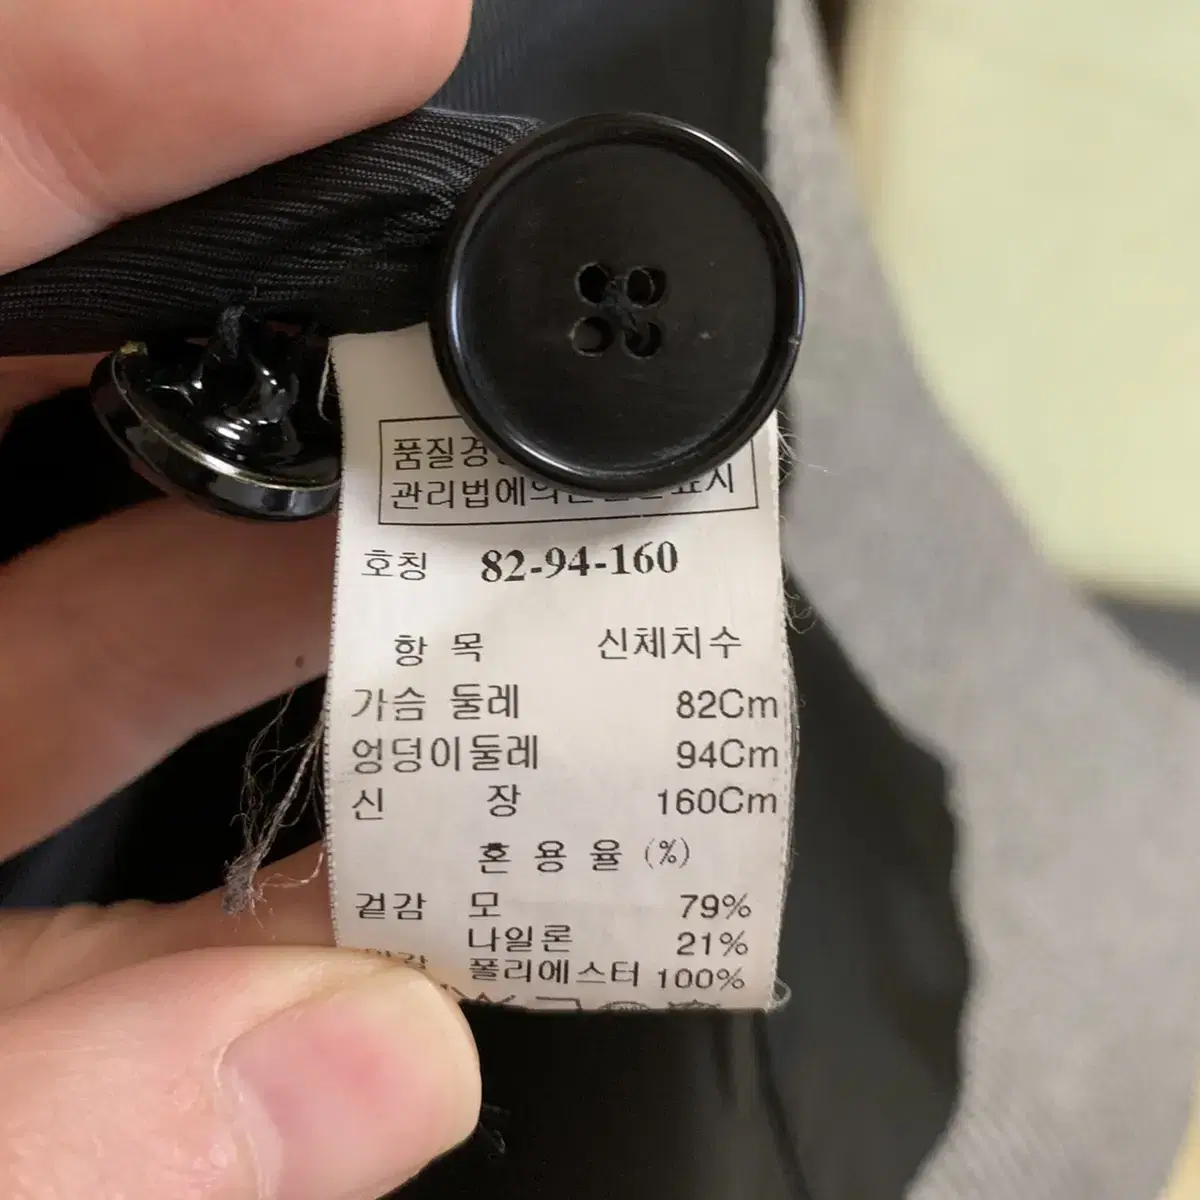 품질경
관리법에의 표시
호칭 82-94-160
항 목 신체치수
가슴 둘레 82Cm
엉덩이둘레 94Cm
신 장 160Cm
혼 용 율 (%)
겉감 모 79%
나일론 21%
폴리에스터 100%